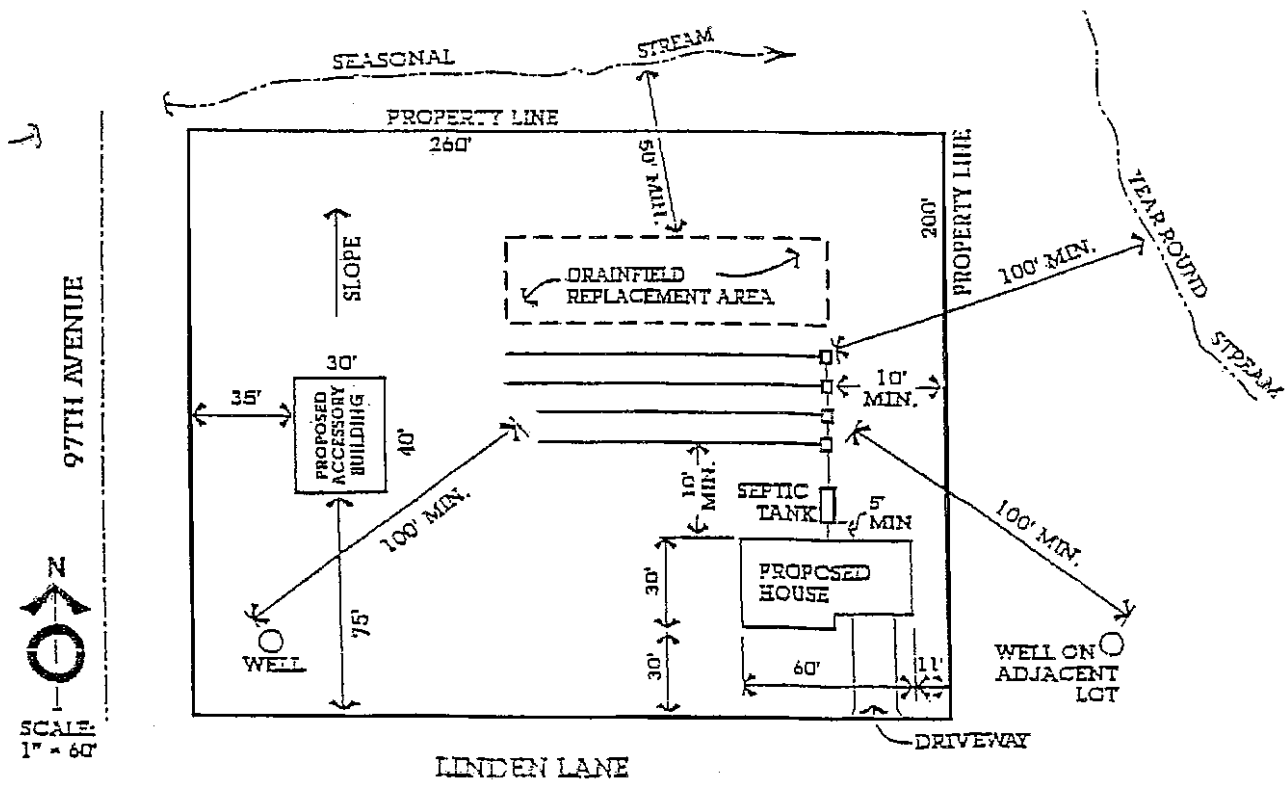 SEASONAL STREAM
PROPERTY LINE
260'
50' MIN.
PROPERTY LINE
200'
YEAR ROUND STREAM
100' MIN.
97TH AVENUE
SLOPE
DRAINFIELD
REPLACEMENT AREA
30'
35'
PROPOSED
ACCESSORY
BUILDING
40'
10'
MIN.
100' MIN.
10'
MIN.
SEPTIC
TANK
5'
MIN
100' MIN.
N
75'
30'
PROPOSED
HOUSE
WELL
30'
60'
11'
WELL ON
ADJACENT
LOT
SCALE:
1" = 60'
DRIVEWAY
LINDEN LANE